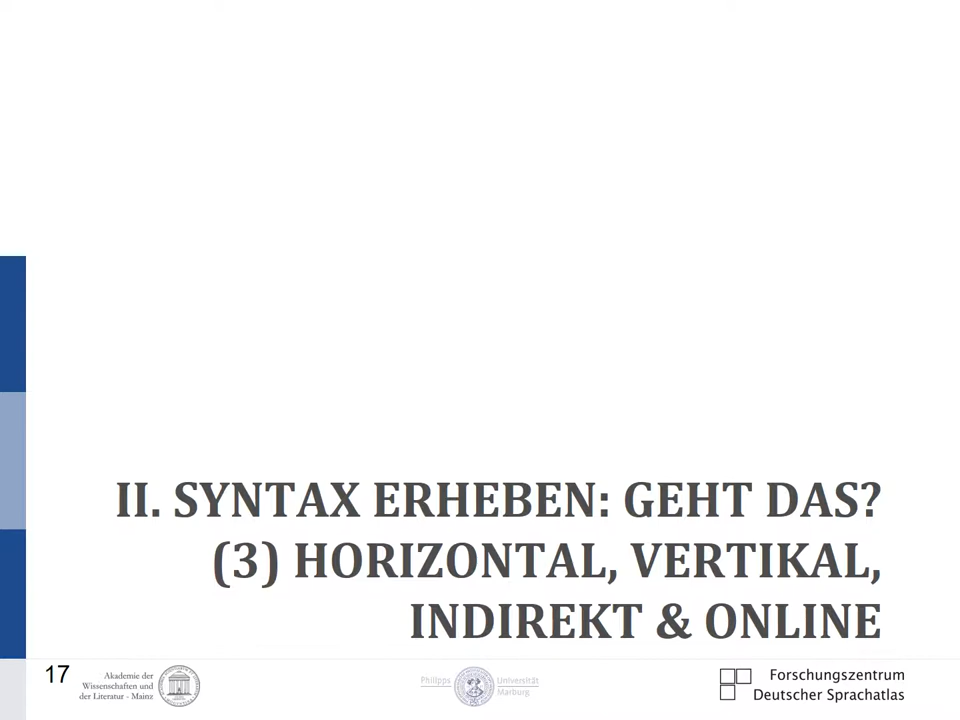 II. SYNTAX ERHEBEN: GEHT DAS?
(3) HORIZONTAL, VERTIKAL,
INDIREKT & ONLINE
17
Akademie der
Wissenschaften und
der Literatur - Mainz
Philipps
Universität
Marburg
Forschungszentrum
Deutscher Sprachatlas